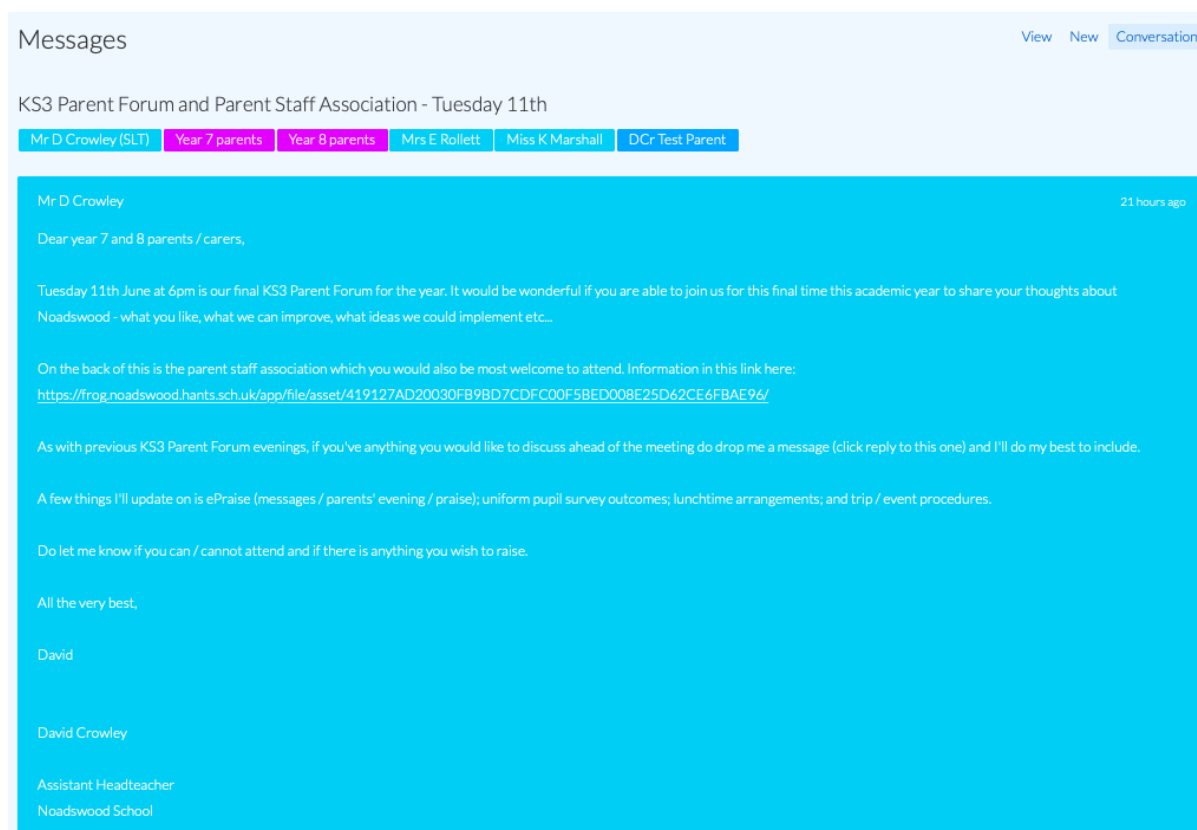 Messages
View New Conversation
KS3 Parent Forum and Parent Staff Association - Tuesday 11th
Mr D Crowley (SLT) Year 7 parents Year 8 parents Mrs E Rollett Miss K Marshall DCr Test Parent
Mr D Crowley
21 hours ago
Dear year 7 and 8 parents / carers,
Tuesday 11th June at 6pm is our final KS3 Parent Forum for the year. It would be wonderful if you are able to join us for this final time this academic year to share your thoughts about
Noadswood - what you like, what we can improve, what ideas we could implement etc...
On the back of this is the parent staff association which you would also be most welcome to attend. Information in this link here:
https://frog.noadswood.hants.sch.uk/app/file/asset/419127AD20030FB9BD7CDFC00F5BED008E25D62CE6FBAE96/
As with previous KS3 Parent Forum evenings, if you've anything you would like to discuss ahead of the meeting do drop me a message (click reply to this one) and I'll do my best to include.
A few things I'll update on is ePraise (messages / parents' evening / praise); uniform pupil survey outcomes; lunchtime arrangements; and trip / event procedures.
Do let me know if you can / cannot attend and if there is anything you wish to raise.
All the very best,
David
David Crowley
Assistant Headteacher
Noadswood School